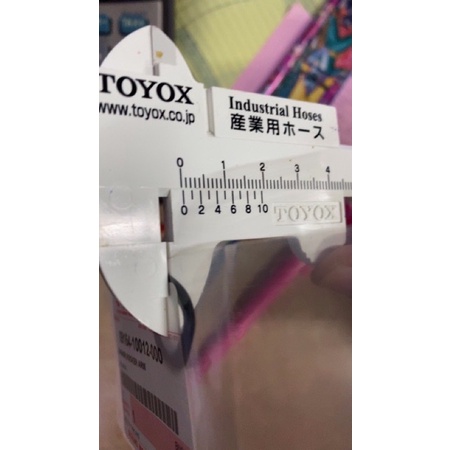 TOYOX
www.toyox.co.jp
Industrial Hoses
産業用ホース
0 1 2 3 4
0 2 4 6 8 10
TOYOX